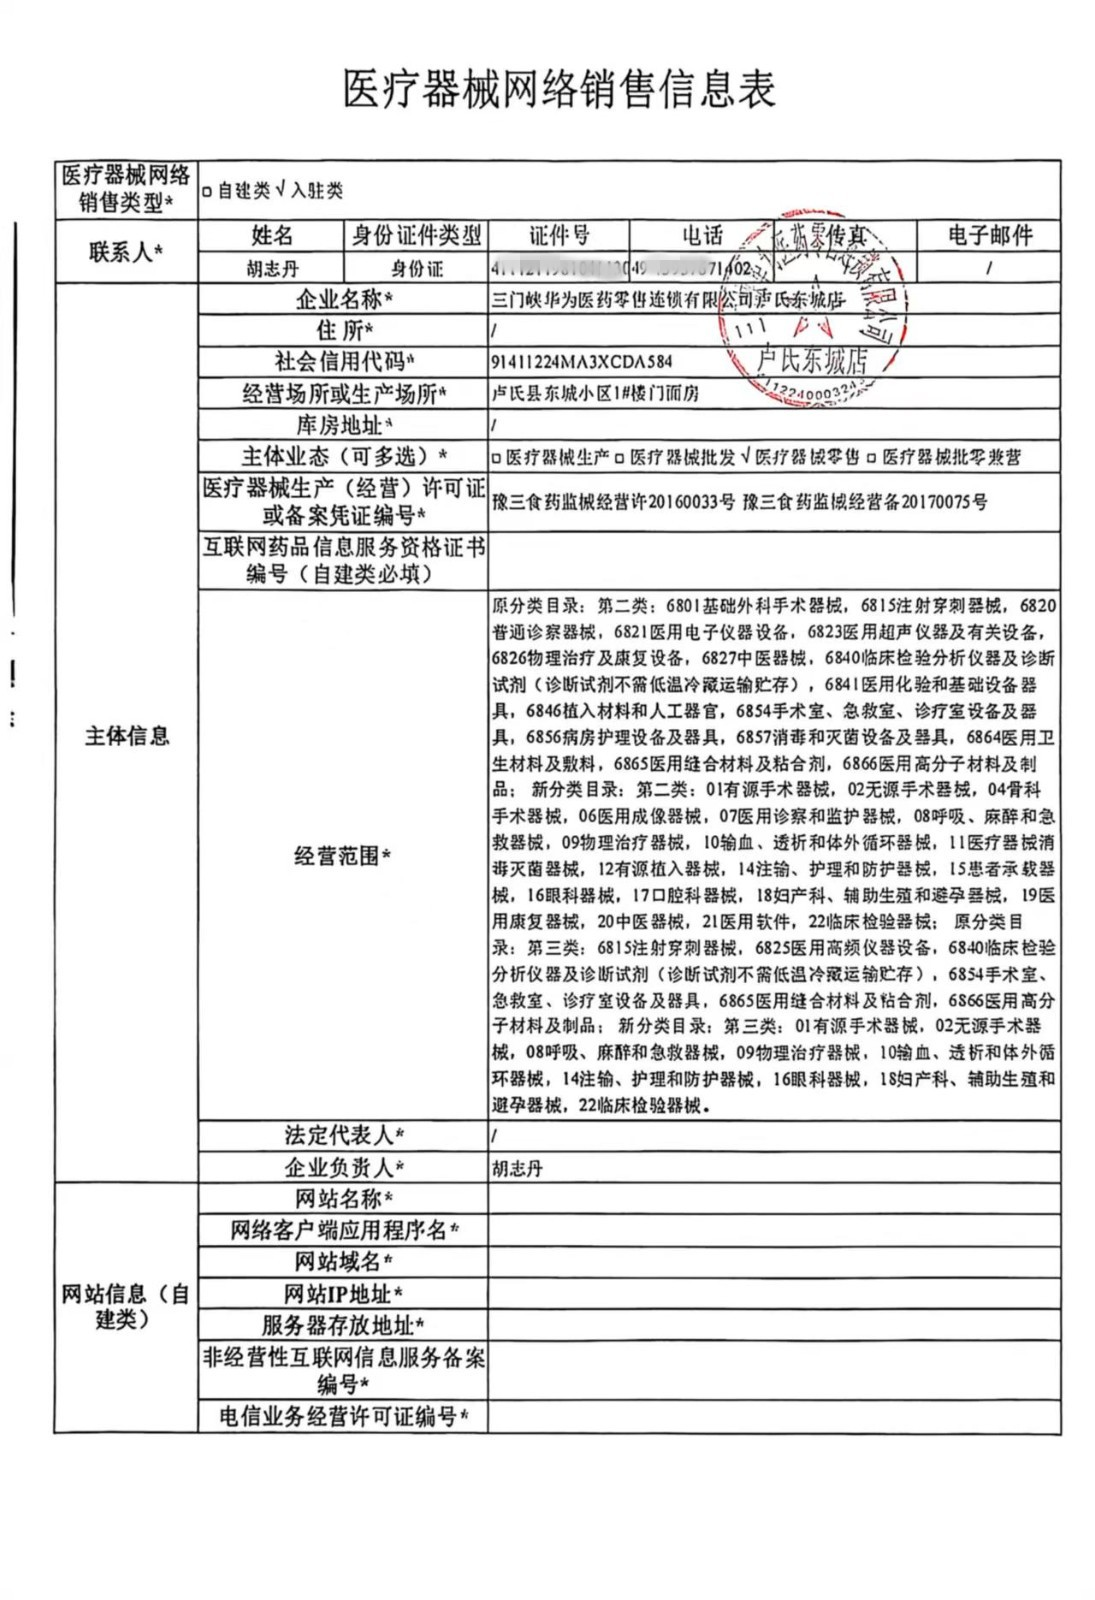 医疗器械网络销售信息表
医疗器械网络
销售类型*
□ 自建类 √ 入驻类
联系人*
姓名 身份证件类型 证件号 电话 传真 电子邮件
胡志丹 身份证 /
主体信息
企业名称* 三门峡华为医药零售连锁有限公司卢氏东城店
住所* /
社会信用代码* 91411224MA3XCDA584
经营场所或生产场所* 卢氏县东城小区1#楼门面房
库房地址* /
主体业态（可多选）* □ 医疗器械生产 □ 医疗器械批发 √ 医疗器械零售 □ 医疗器械批零兼营
医疗器械生产（经营）许可证
或备案凭证编号*
豫三食药监械经营许20160033号 豫三食药监械经营备20170075号
互联网药品信息服务资格证书
编号（自建类必填）
经营范围*
原分类目录：第二类：6801基础外科手术器械，6815注射穿刺器械，6820
普通诊察器械，6821医用电子仪器设备，6823医用超声仪器及有关设备，
6826物理治疗及康复设备，6827中医器械，6840临床检验分析仪器及诊断
试剂（诊断试剂不需低温冷藏运输贮存），6841医用化验和基础设备器
具，6846植入材料和人工器官，6854手术室、急救室、诊疗室设备及器
具，6856病房护理设备及器具，6857消毒和灭菌设备及器具，6864医用卫
生材料及敷料，6865医用缝合材料及粘合剂，6866医用高分子材料及制
品； 新分类目录：第二类：01有源手术器械，02无源手术器械，04骨科
手术器械，06医用成像器械，07医用诊察和监护器械，08呼吸、麻醉和急
救器械，09物理治疗器械，10输血、透析和体外循环器械，11医疗器械消
毒灭菌器械，12有源植入器械，14注输、护理和防护器械，15患者承载器
械，16眼科器械，17口腔科器械，18妇产科、辅助生殖和避孕器械，19医
用康复器械，20中医器械，21医用软件，22临床检验器械； 原分类目
录：第三类：6815注射穿刺器械，6825医用高频仪器设备，6840临床检验
分析仪器及诊断试剂（诊断试剂不需低温冷藏运输贮存），6854手术室、
急救室、诊疗室设备及器具，6865医用缝合材料及粘合剂，6866医用高分
子材料及制品； 新分类目录：第三类：01有源手术器械，02无源手术器
械，08呼吸、麻醉和急救器械，09物理治疗器械，10输血、透析和体外循
环器械，14注输、护理和防护器械，16眼科器械，18妇产科、辅助生殖和
避孕器械，22临床检验器械。
法定代表人* /
企业负责人* 胡志丹
网站信息（自
建类）
网站名称*
网络客户端应用程序名*
网站域名*
网站IP地址*
服务器存放地址*
非经营性互联网信息服务备案
编号*
电信业务经营许可证编号*
卢氏东城店